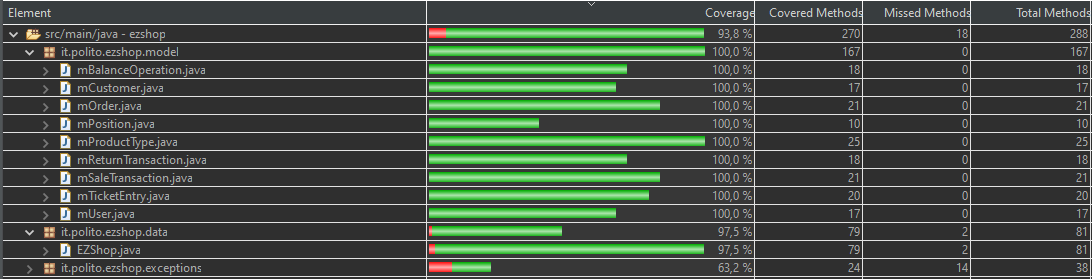 Element Coverage Covered Methods Missed Methods Total Methods
src/main/java - ezshop 93,8 % 270 18 288
it.polito.ezshop.model 100,0 % 167 0 167
mBalanceOperation.java 100,0 % 18 0 18
mCustomer.java 100,0 % 17 0 17
mOrder.java 100,0 % 21 0 21
mPosition.java 100,0 % 10 0 10
mProductType.java 100,0 % 25 0 25
mReturnTransaction.java 100,0 % 18 0 18
mSaleTransaction.java 100,0 % 21 0 21
mTicketEntry.java 100,0 % 20 0 20
mUser.java 100,0 % 17 0 17
it.polito.ezshop.data 97,5 % 79 2 81
EZShop.java 97,5 % 79 2 81
it.polito.ezshop.exceptions 63,2 % 24 14 38